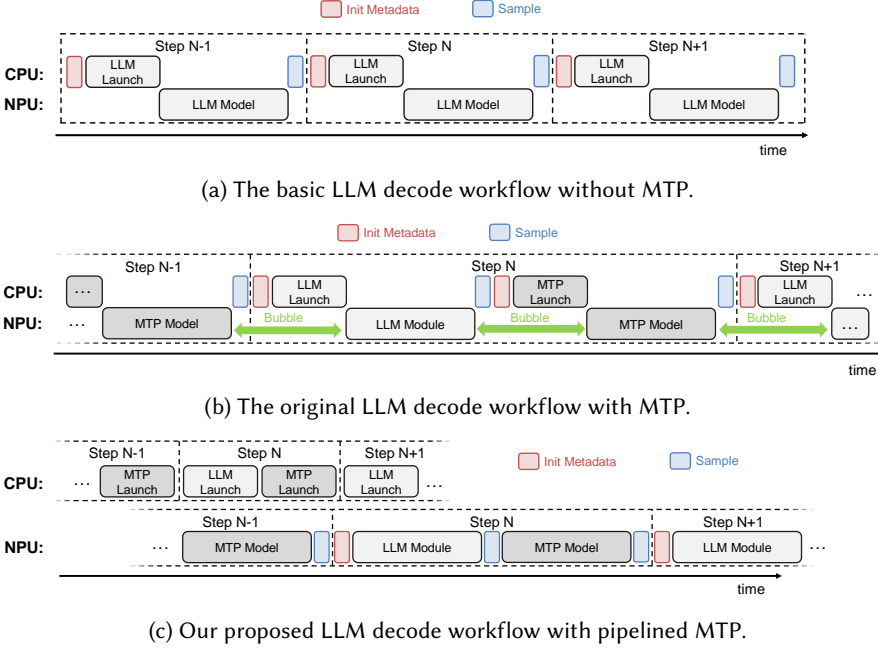 Init Metadata Sample
Step N-1 Step N Step N+1
CPU: LLM Launch LLM Launch LLM Launch
NPU: LLM Model LLM Model LLM Model
time
(a) The basic LLM decode workflow without MTP.
Init Metadata Sample
Step N-1 Step N Step N+1
CPU: ... LLM Launch MTP Launch LLM Launch ...
NPU: ... MTP Model Bubble LLM Module Bubble MTP Model Bubble ...
time
(b) The original LLM decode workflow with MTP.
Step N-1 Step N Step N+1 Init Metadata Sample
CPU: ... MTP Launch LLM Launch MTP Launch LLM Launch ...
Step N-1 Step N Step N+1
NPU: ... MTP Model LLM Module MTP Model LLM Module ...
time
(c) Our proposed LLM decode workflow with pipelined MTP.